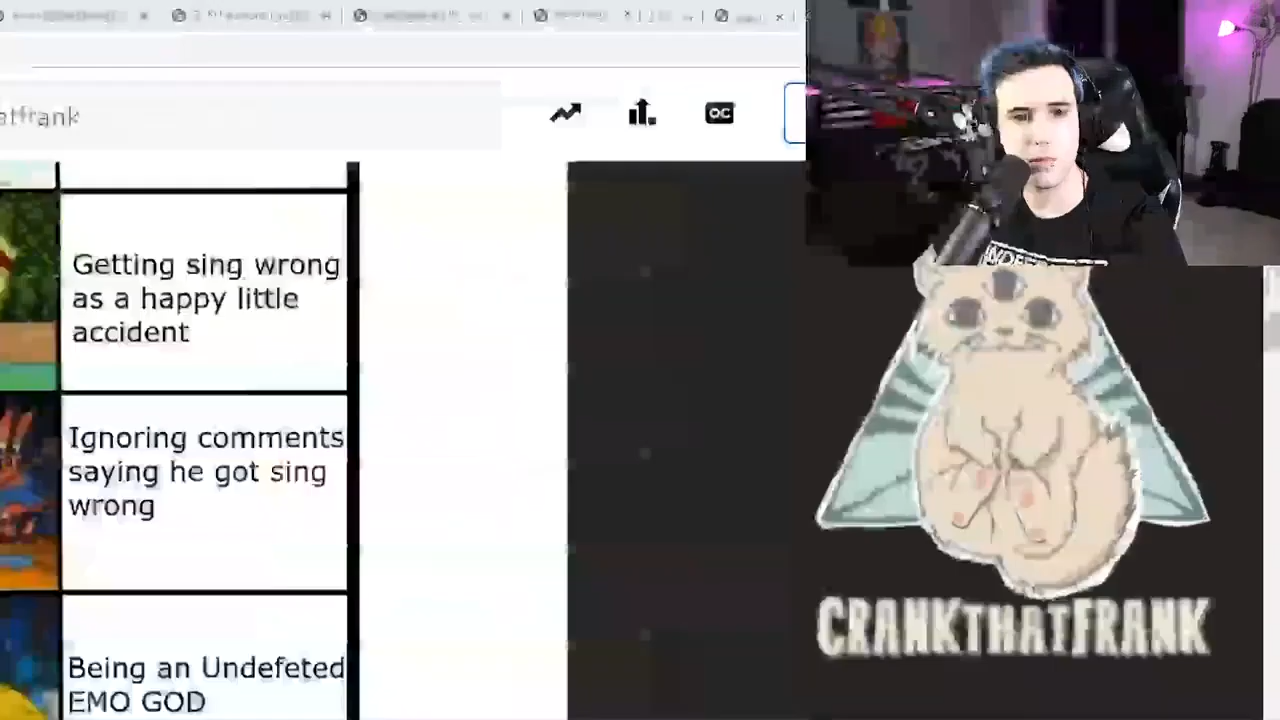 atfrank
Getting sing wrong
as a happy little
accident
Ignoring comments
saying he got sing
wrong
Being an Undefeted
EMO GOD
CRANKTHATFRANK